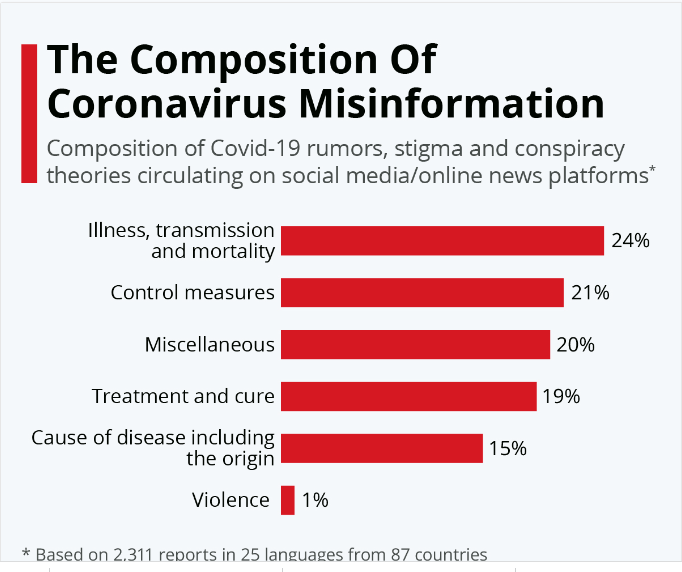 The Composition Of
Coronavirus Misinformation
Composition of Covid-19 rumors, stigma and conspiracy
theories circulating on social media/online news platforms*
Illness, transmission
and mortality
24%
Control measures
21%
Miscellaneous
20%
Treatment and cure
19%
Cause of disease including
the origin
15%
Violence
1%
* Based on 2,311 reports in 25 languages from 87 countries